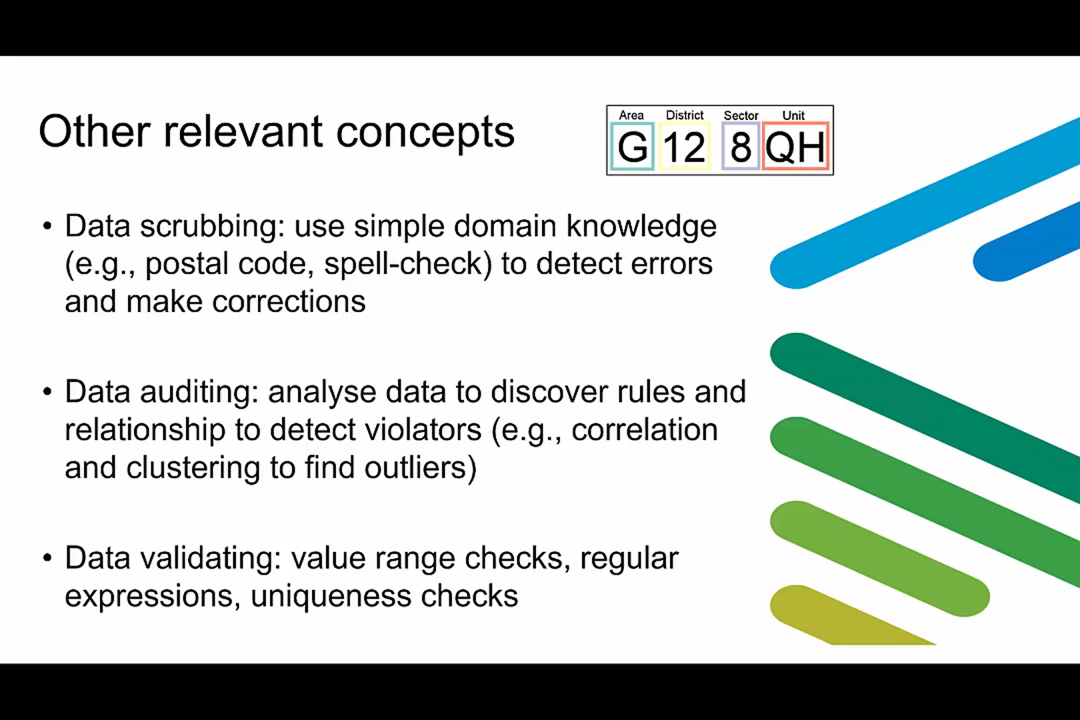 Other relevant concepts
Area District Sector Unit
G 12 8 QH
• Data scrubbing: use simple domain knowledge
(e.g., postal code, spell-check) to detect errors
and make corrections
• Data auditing: analyse data to discover rules and
relationship to detect violators (e.g., correlation
and clustering to find outliers)
• Data validating: value range checks, regular
expressions, uniqueness checks